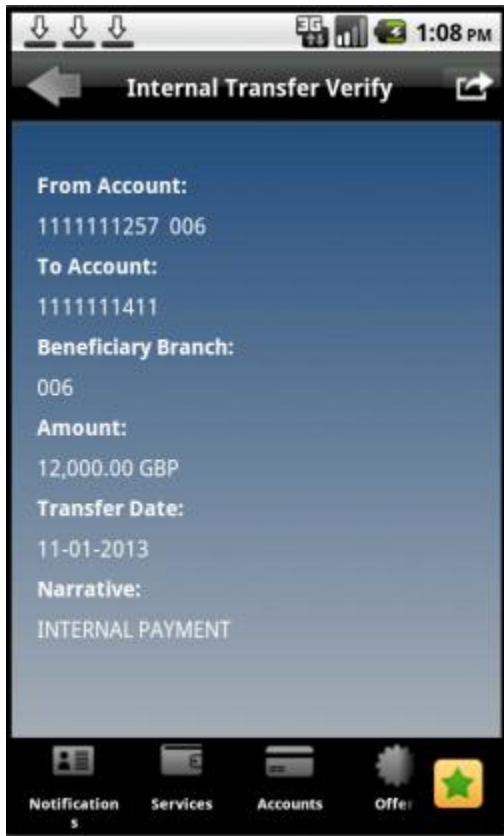 3G 1:08 PM
Internal Transfer Verify
From Account:
1111111257 006
To Account:
1111111411
Beneficiary Branch:
006
Amount:
12,000.00 GBP
Transfer Date:
11-01-2013
Narrative:
INTERNAL PAYMENT
Notification
s
Services
Accounts
Offer